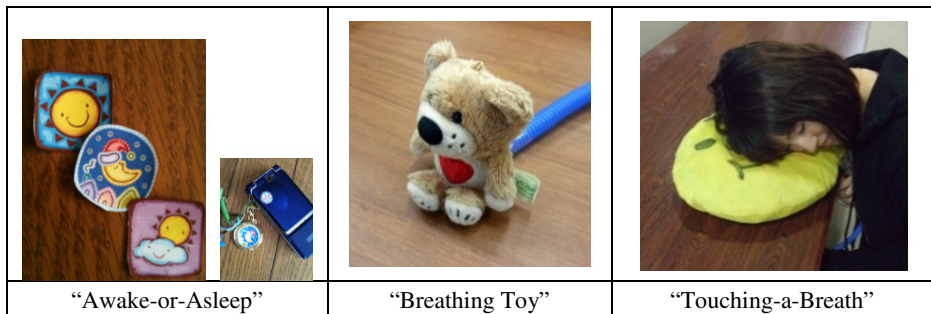 “Awake-or-Asleep”
“Breathing Toy”
“Touching-a-Breath”